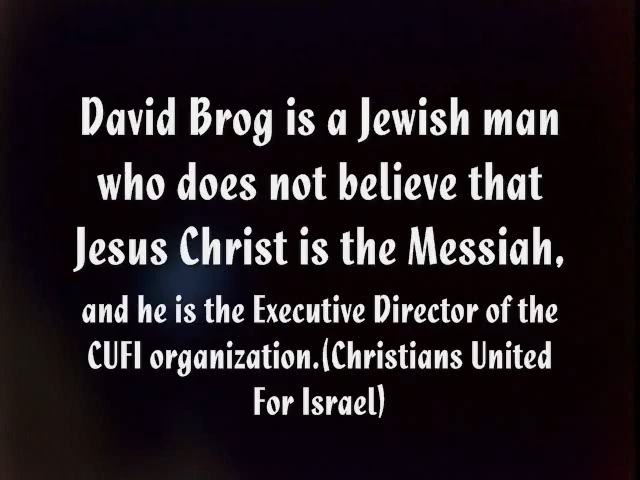 David Brog is a Jewish man
who does not believe that
Jesus Christ is the Messiah,
and he is the Executive Director of the
CUFI organization.(Christians United
For Israel)